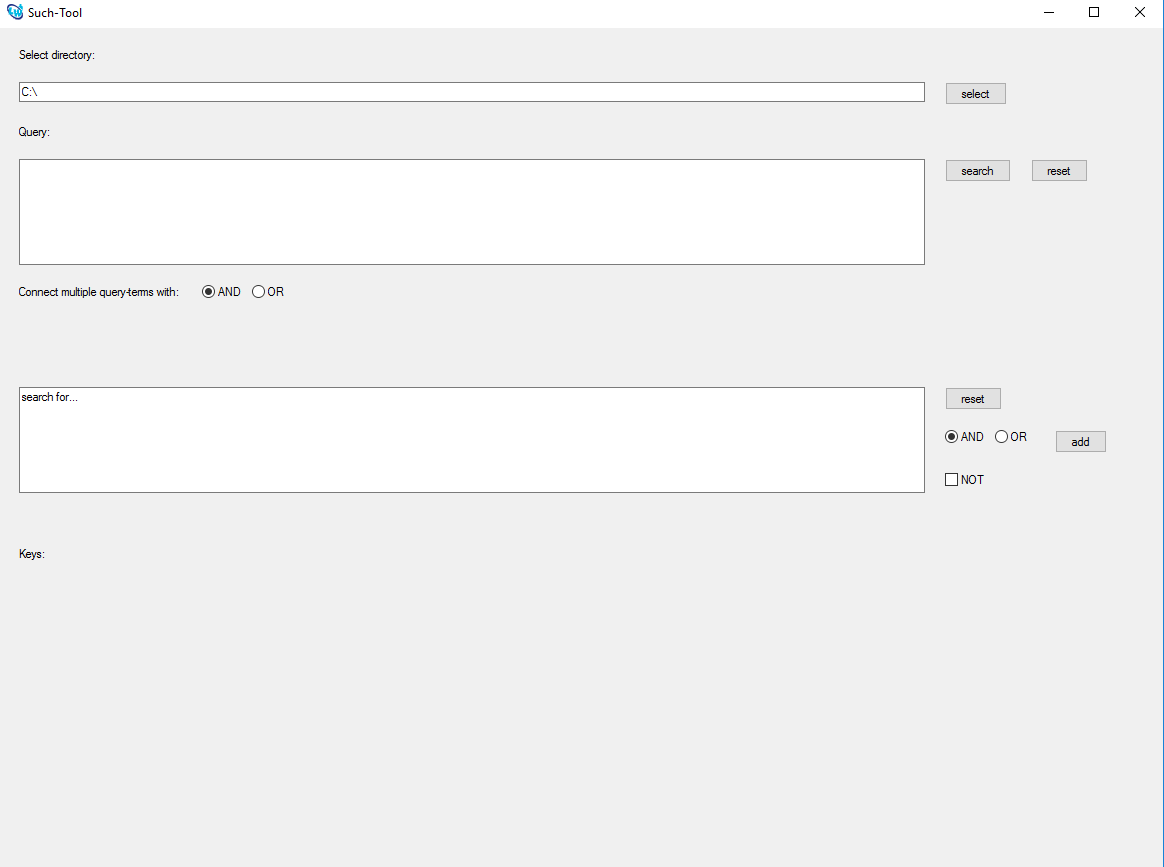 Such-Tool
Select directory:
C:\
select
Query:
search
reset
Connect multiple query-terms with:
AND
OR
search for...
reset
AND
OR
add
NOT
Keys: